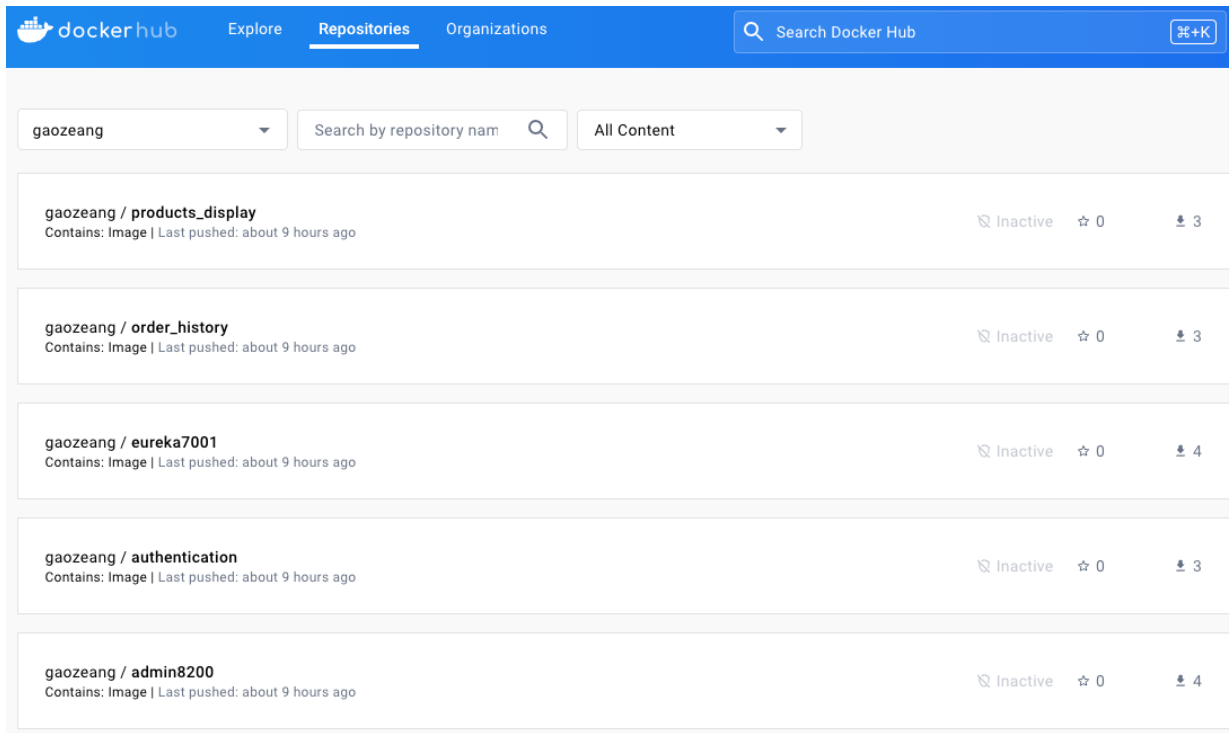 dockerhub Explore Repositories Organizations Search Docker Hub ⌘+K
gaozeang Search by repository nam All Content
gaozeang / products_display
Contains: Image | Last pushed: about 9 hours ago
Inactive 0 3
gaozeang / order_history
Contains: Image | Last pushed: about 9 hours ago
Inactive 0 3
gaozeang / eureka7001
Contains: Image | Last pushed: about 9 hours ago
Inactive 0 4
gaozeang / authentication
Contains: Image | Last pushed: about 9 hours ago
Inactive 0 3
gaozeang / admin8200
Contains: Image | Last pushed: about 9 hours ago
Inactive 0 4